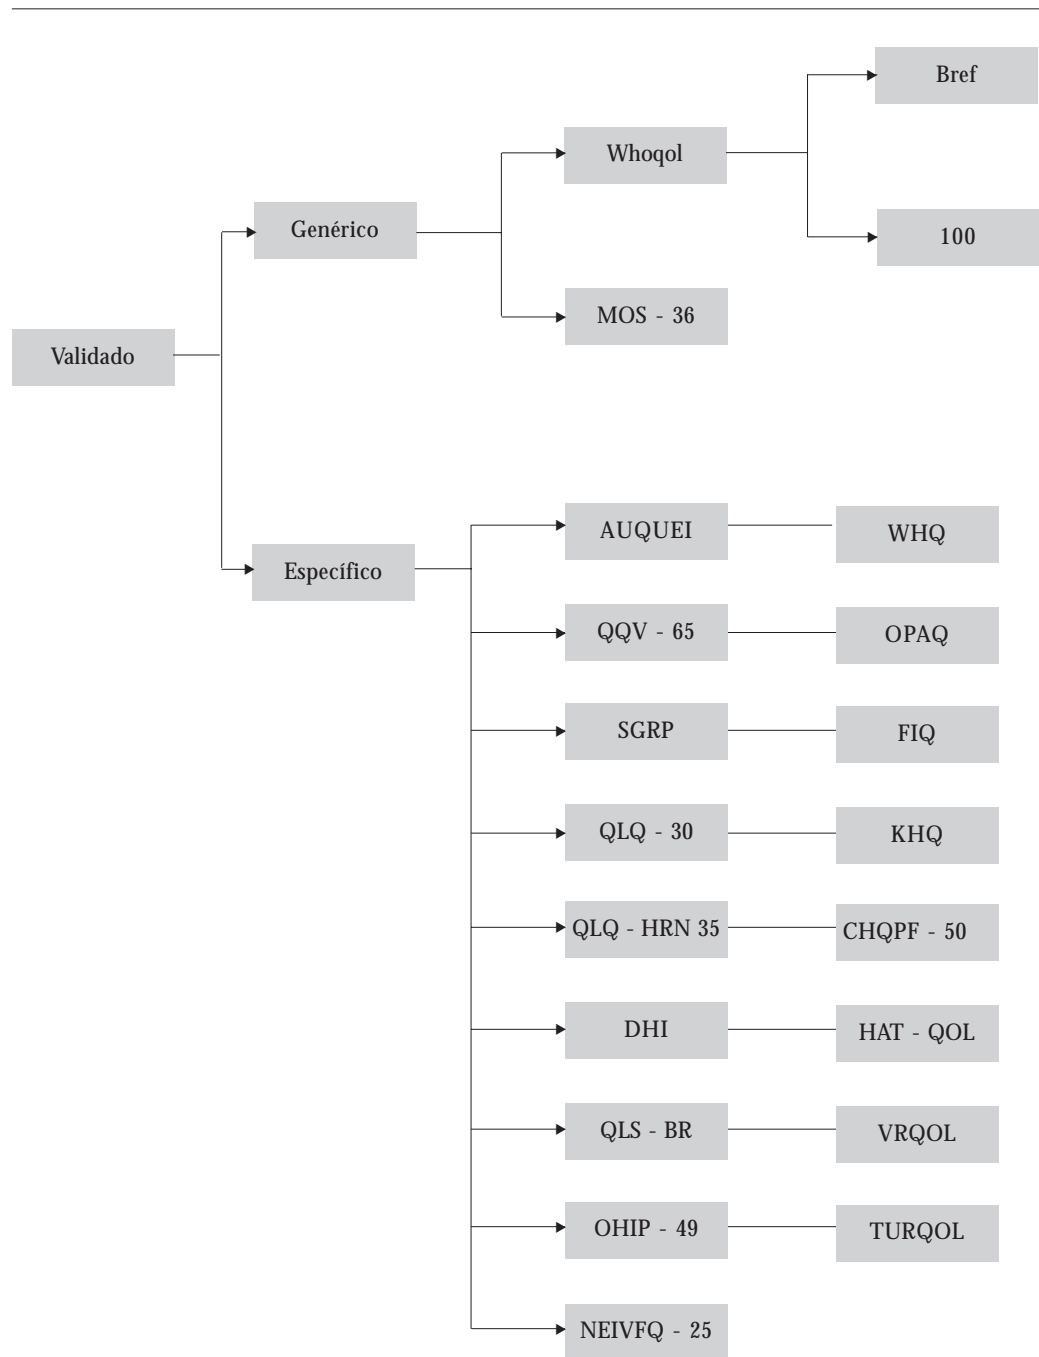 Bref
Whoqol
Genérico
100
MOS - 36
Validado
AUQUEI
WHQ
Específico
QQV - 65
OPAQ
SGRP
FIQ
QLQ - 30
KHQ
QLQ - HRN 35
CHQPF - 50
DHI
HAT - QOL
QLS - BR
VRQOL
OHIP - 49
TURQOL
NEIVFQ - 25